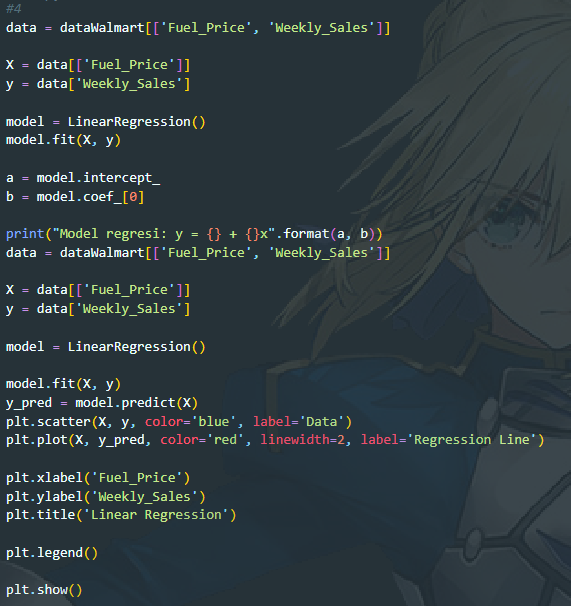 #4
data = dataWalmart[['Fuel_Price', 'Weekly_Sales']]
X = data[['Fuel_Price']]
y = data['Weekly_Sales']
model = LinearRegression()
model.fit(X, y)
a = model.intercept_
b = model.coef_[0]
print("Model regresi: y = {} + {}x".format(a, b))
data = dataWalmart[['Fuel_Price', 'Weekly_Sales']]
X = data[['Fuel_Price']]
y = data['Weekly_Sales']
model = LinearRegression()
model.fit(X, y)
y_pred = model.predict(X)
plt.scatter(X, y, color='blue', label='Data')
plt.plot(X, y_pred, color='red', linewidth=2, label='Regression Line')
plt.xlabel('Fuel_Price')
plt.ylabel('Weekly_Sales')
plt.title('Linear Regression')
plt.legend()
plt.show()